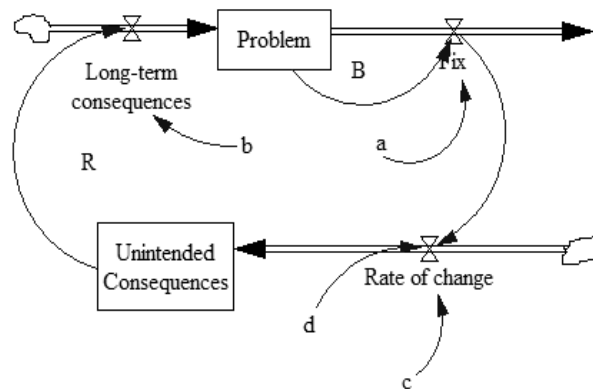 Problem
B
Fix
Long-term
consequences
b
a
R
Unintended
Consequences
Rate of change
d
c